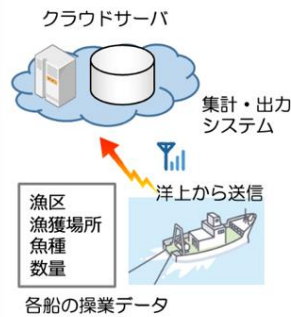 クラウドサーバ
集計・出力
システム
洋上から送信
漁区
漁獲場所
魚種
数量
各船の操業データ